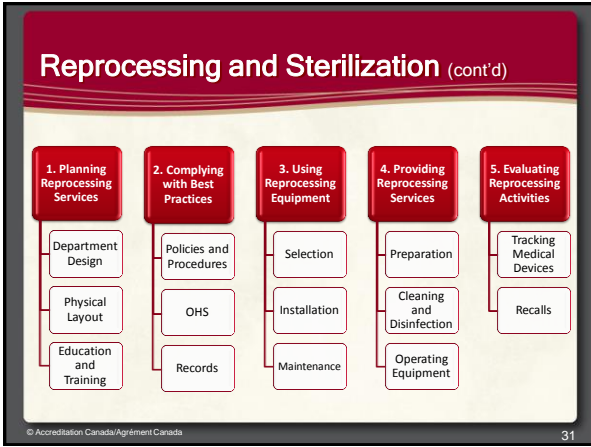 Reprocessing and Sterilization (cont'd)
1. Planning
Reprocessing
Services
Department
Design
Physical
Layout
Education
and
Training
2. Complying
with Best
Practices
Policies and
Procedures
OHS
Records
3. Using
Reprocessing
Equipment
Selection
Installation
Maintenance
4. Providing
Reprocessing
Services
Preparation
Cleaning
and
Disinfection
Operating
Equipment
5. Evaluating
Reprocessing
Activities
Tracking
Medical
Devices
Recalls
© Accreditation Canada/Agrément Canada
31